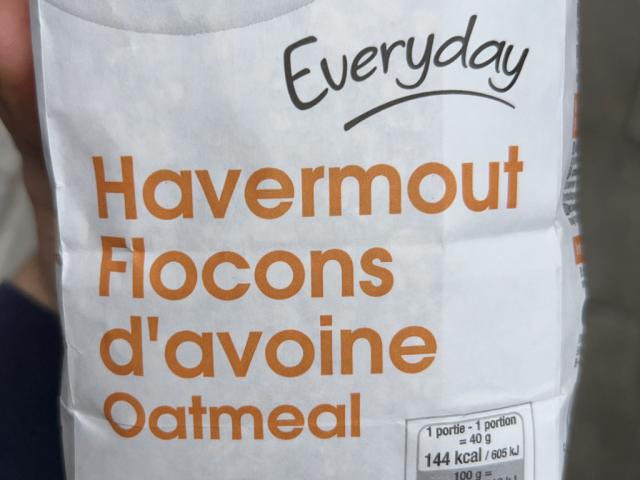 Everyday
Havermout
Flocons
d'avoine
Oatmeal
1 portie - 1 portion
= 40 g
144 kcal / 605 kJ
100 g =